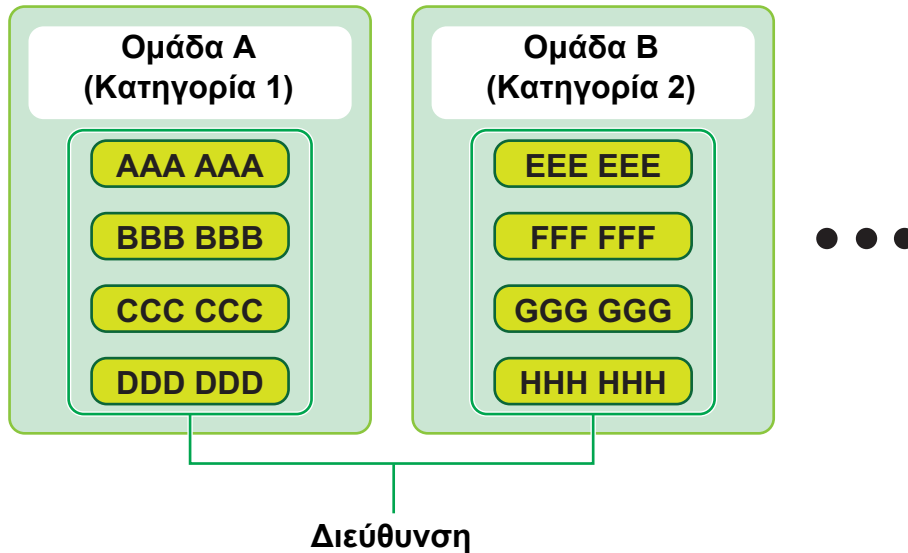 Ομάδα A
(Κατηγορία 1)
AAA AAA
BBB BBB
CCC CCC
DDD DDD
Ομάδα B
(Κατηγορία 2)
EEE EEE
FFF FFF
GGG GGG
HHH HHH
Διεύθυνση